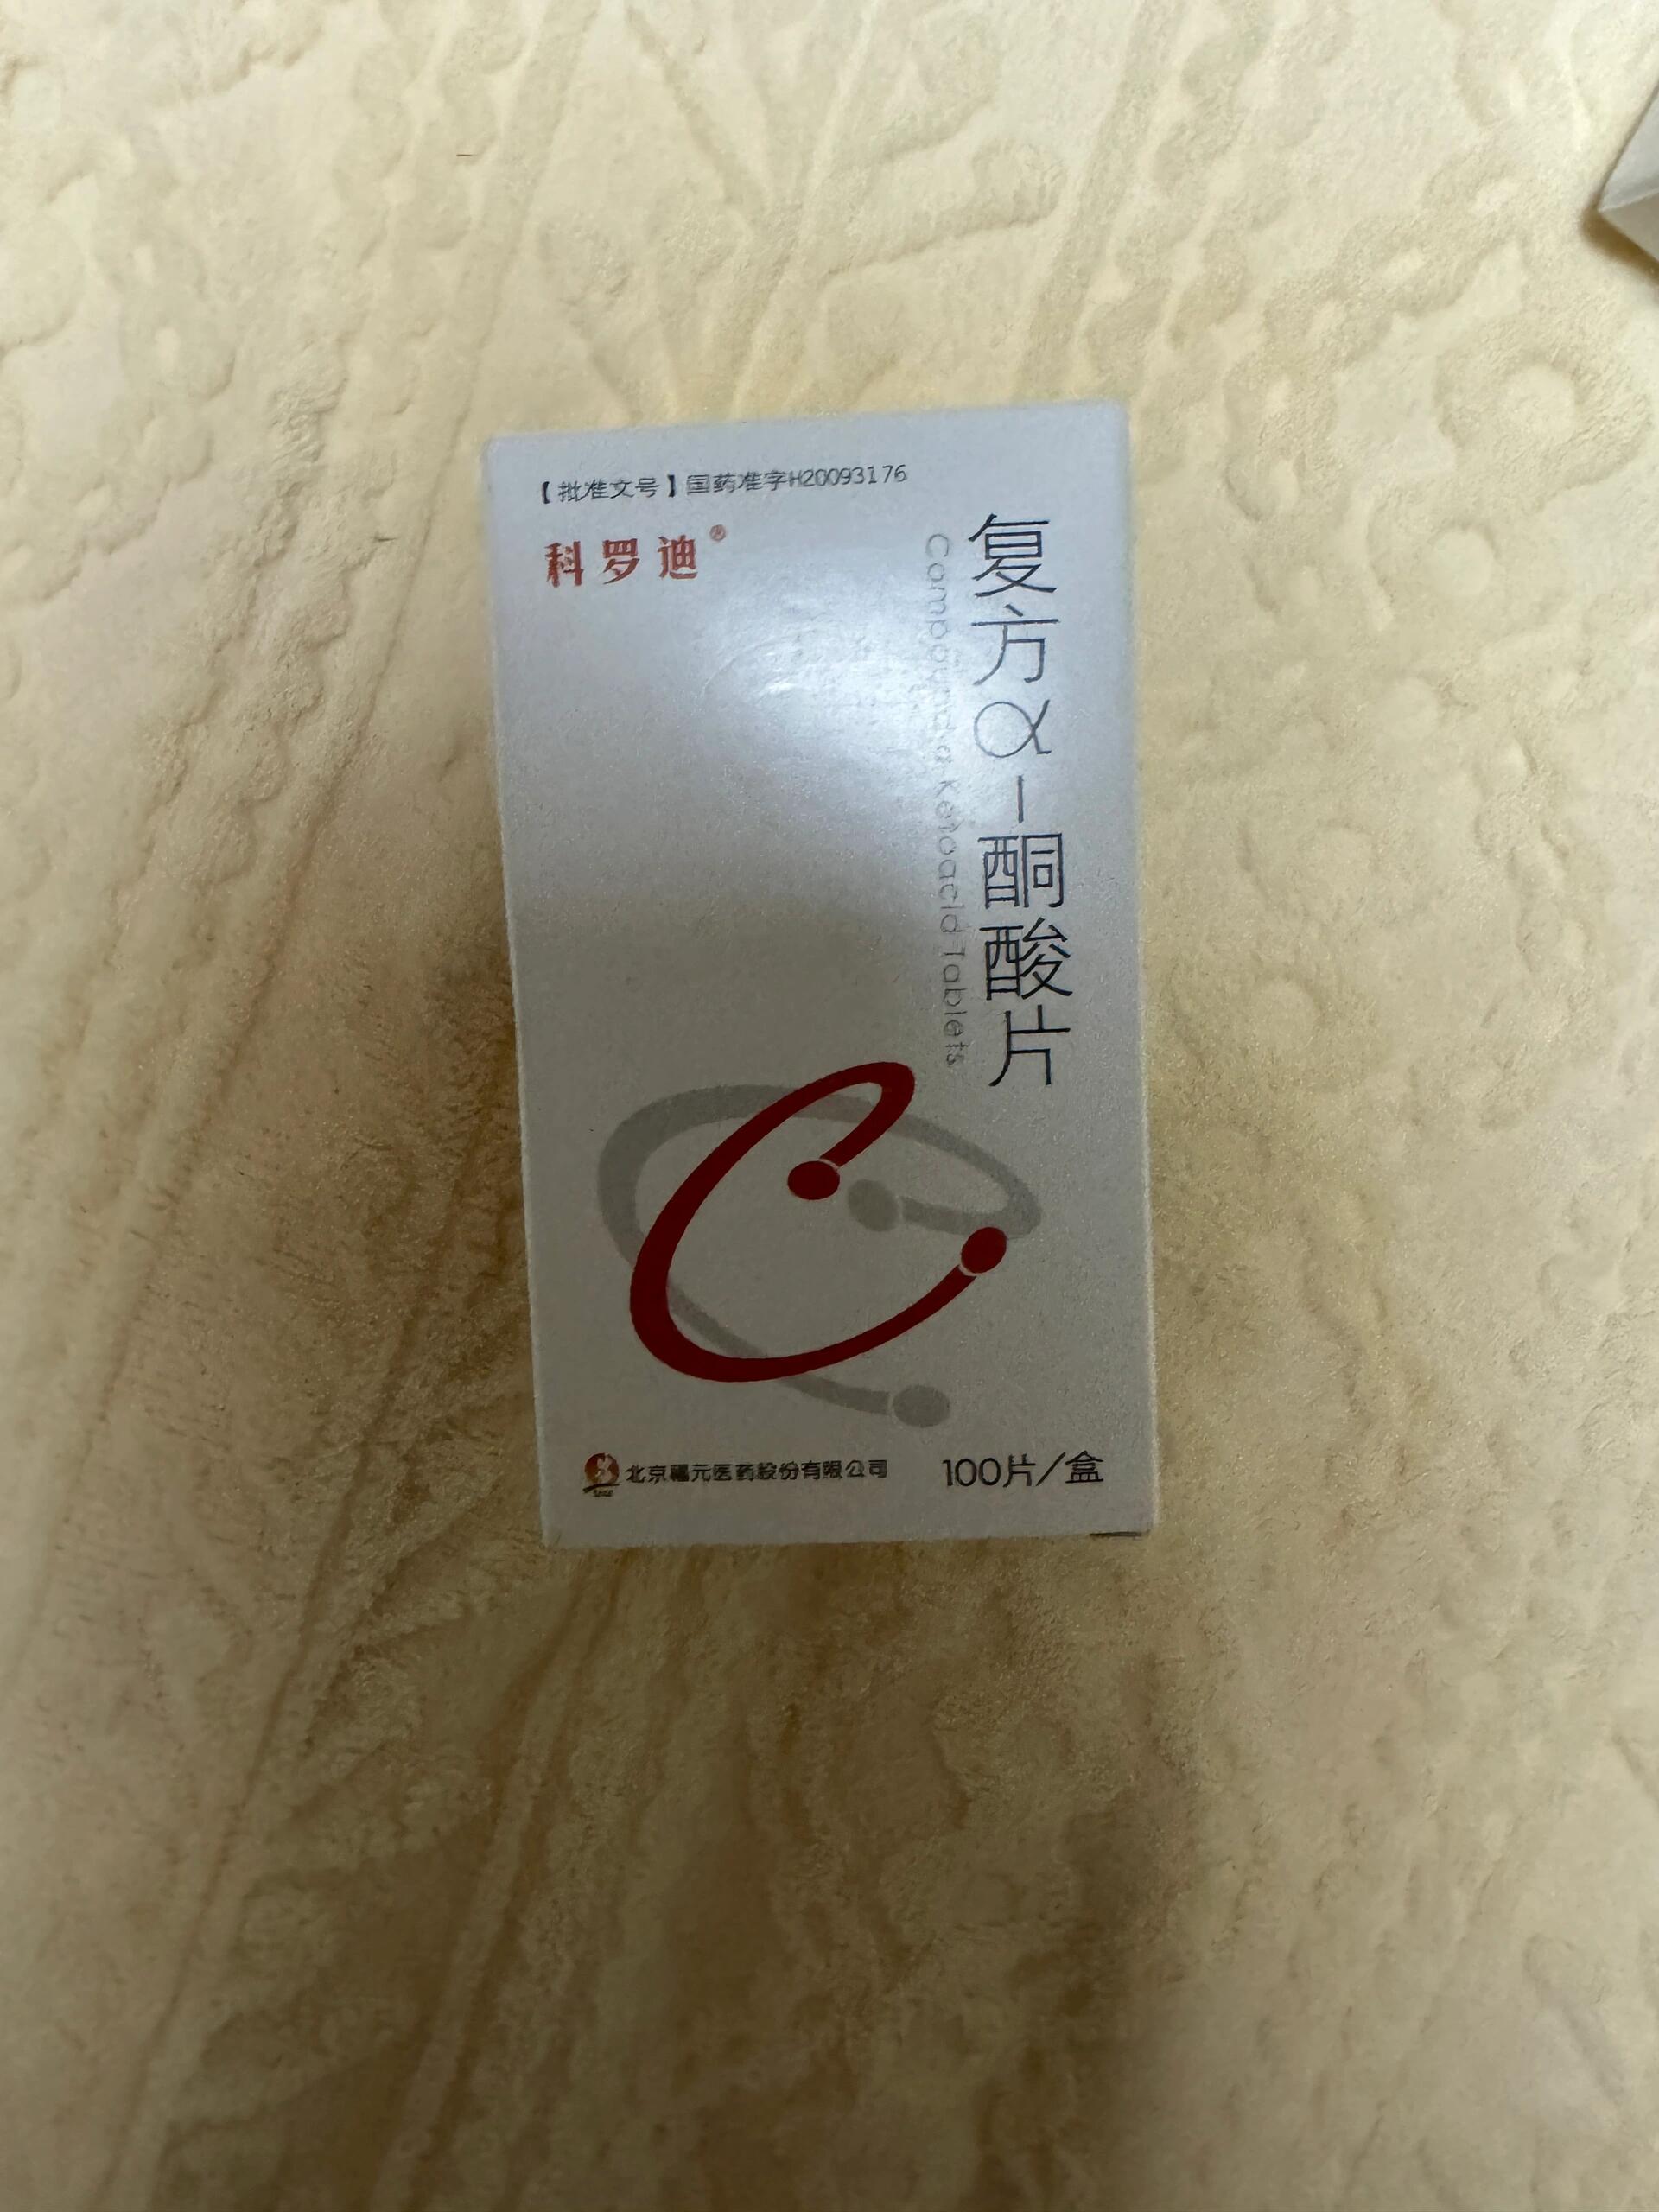 【批准文号】国药准字H20093176
科罗迪®
复方α-酮酸片
Compound α Ketoacid Tablets
北京福元医药股份有限公司
100片/盒